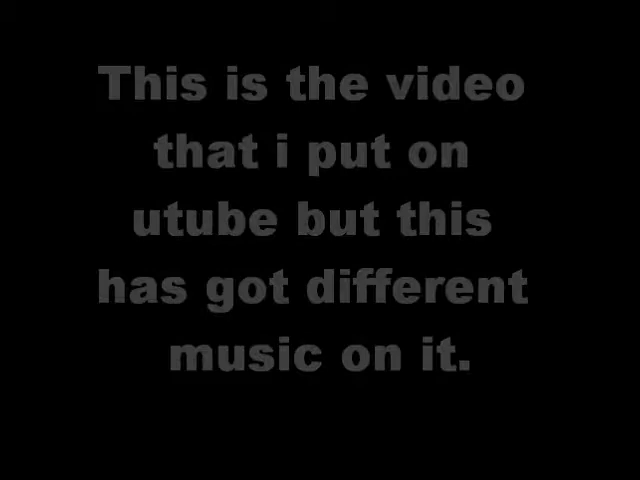 This is the video
that i put on
utube but this
has got different
music on it.